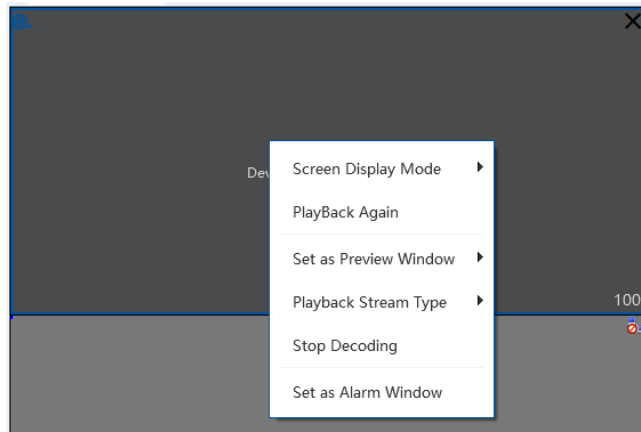 Screen Display Mode
PlayBack Again
Set as Preview Window
Playback Stream Type
100
Stop Decoding
Set as Alarm Window